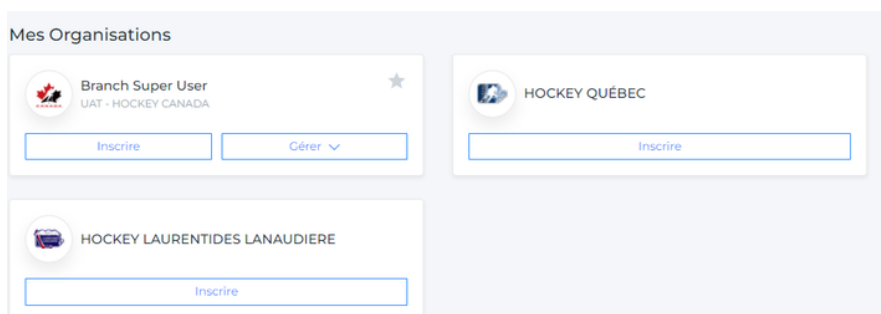 Mes Organisations
Branch Super User
UAT - HOCKEY CANADA
Inscrire
Gérer
HOCKEY QUÉBEC
Inscrire
HOCKEY LAURENTIDES LANAUDIERE
Inscrire